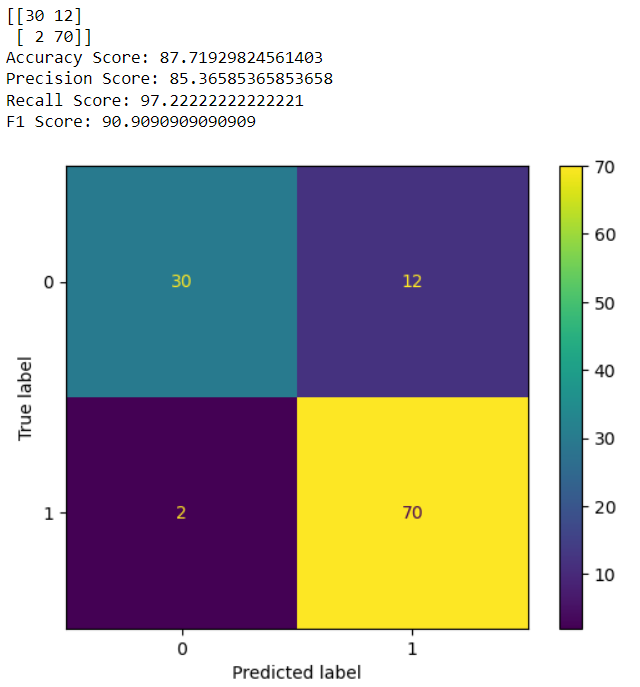 [[30 12]
 [ 2 70]]
Accuracy Score: 87.71929824561403
Precision Score: 85.36585365853658
Recall Score: 97.22222222222221
F1 Score: 90.9090909090909
70
60
50
40
30
20
10
0
30
12
1
2
70
True label
0
1
Predicted label